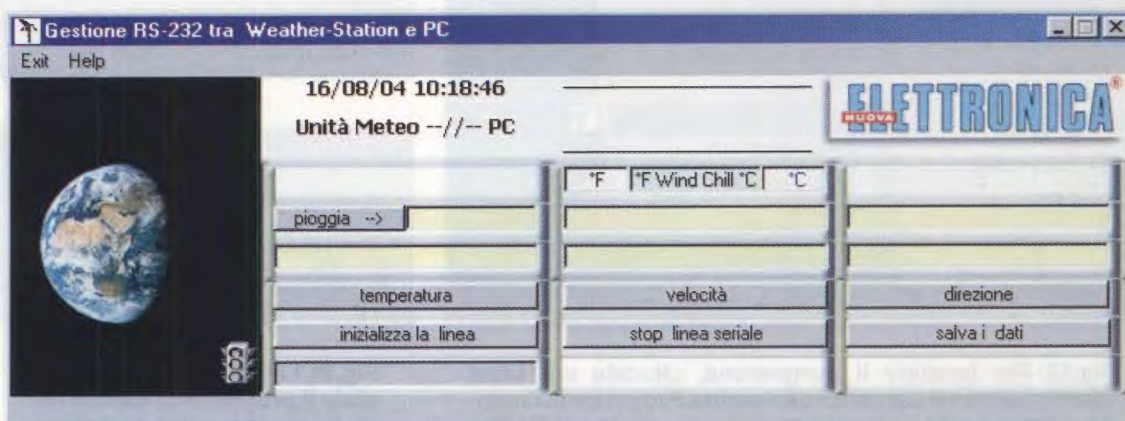 Gestione RS-232 tra Weather-Station e PC
Exit Help
16/08/04 10:18:46
Unità Meteo --//-- PC
NUOVA ELETTRONICA®
°F °F Wind Chill °C °C
pioggia -->
temperatura velocità direzione
inizializza la linea stop linea seriale salva i dati